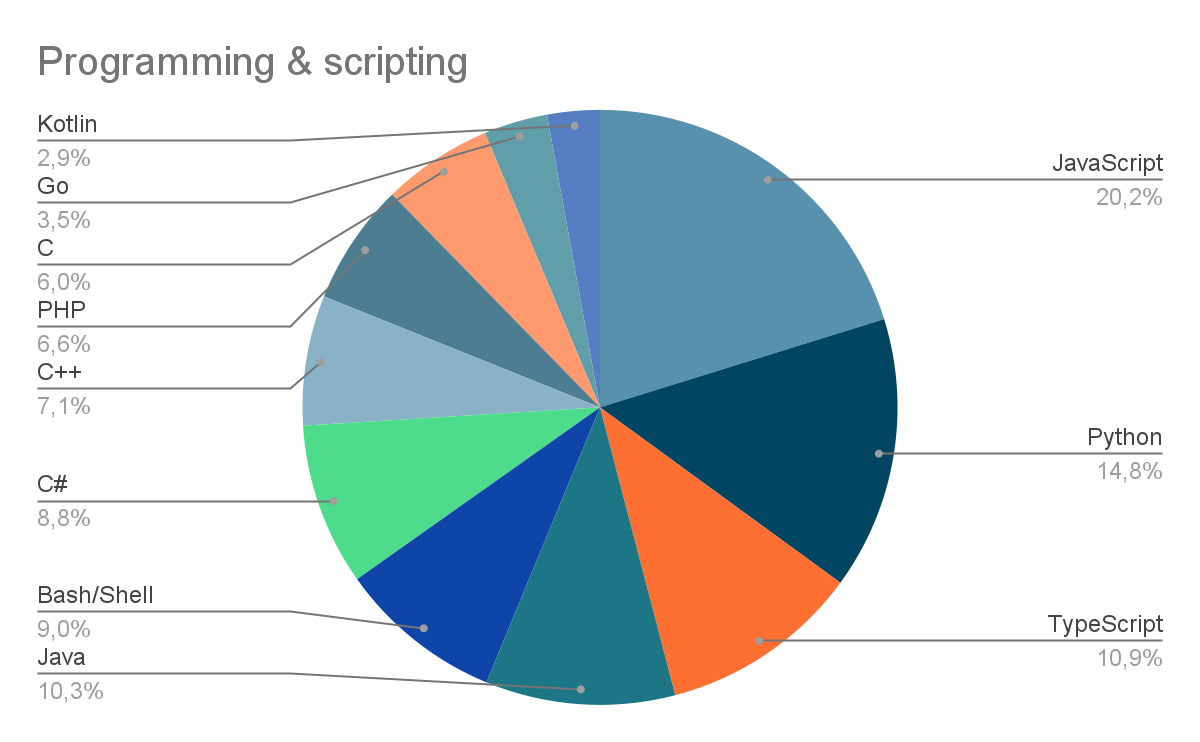 Programming & scripting
Kotlin
2,9%
Go
3,5%
C
6,0%
PHP
6,6%
C++
7,1%
C#
8,8%
Bash/Shell
9,0%
Java
10,3%
JavaScript
20,2%
Python
14,8%
TypeScript
10,9%